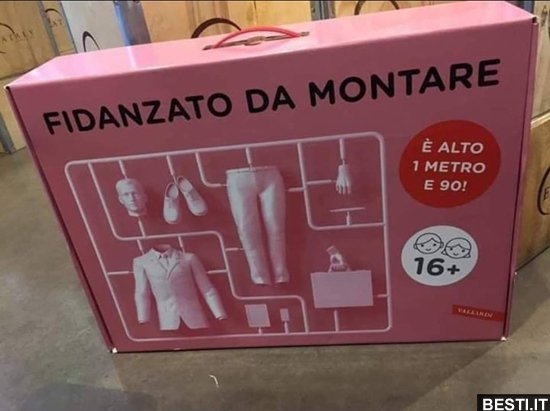 FIDANZATO DA MONTARE
È ALTO
1 METRO
E 90!
16+
VALLARDI
BESTI.IT